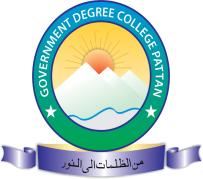 GOVERNMENT DEGREE COLLEGE PATTAN
من الظلمات الی النور